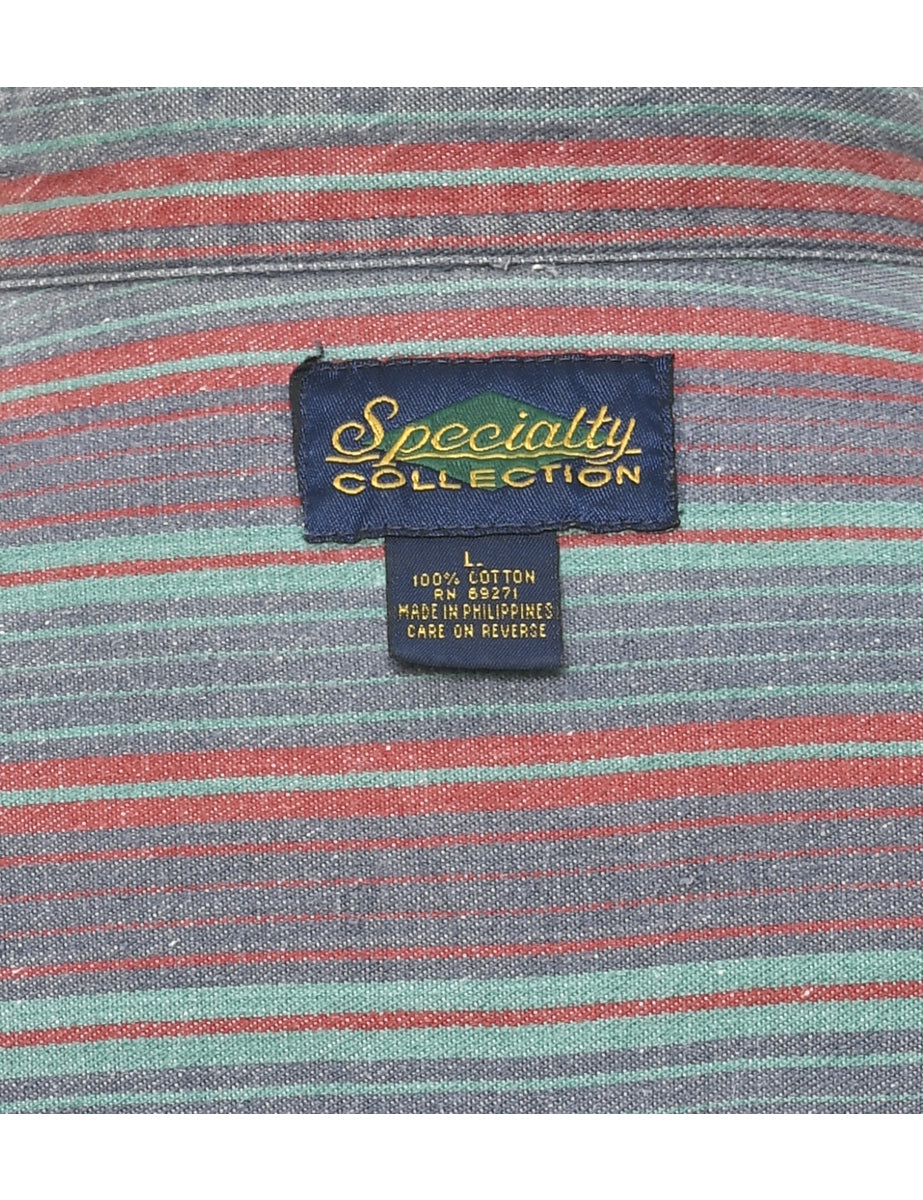 Specialty
COLLECTION
L.
100% COTTON
RN 69271
MADE IN PHILIPPINES
CARE ON REVERSE